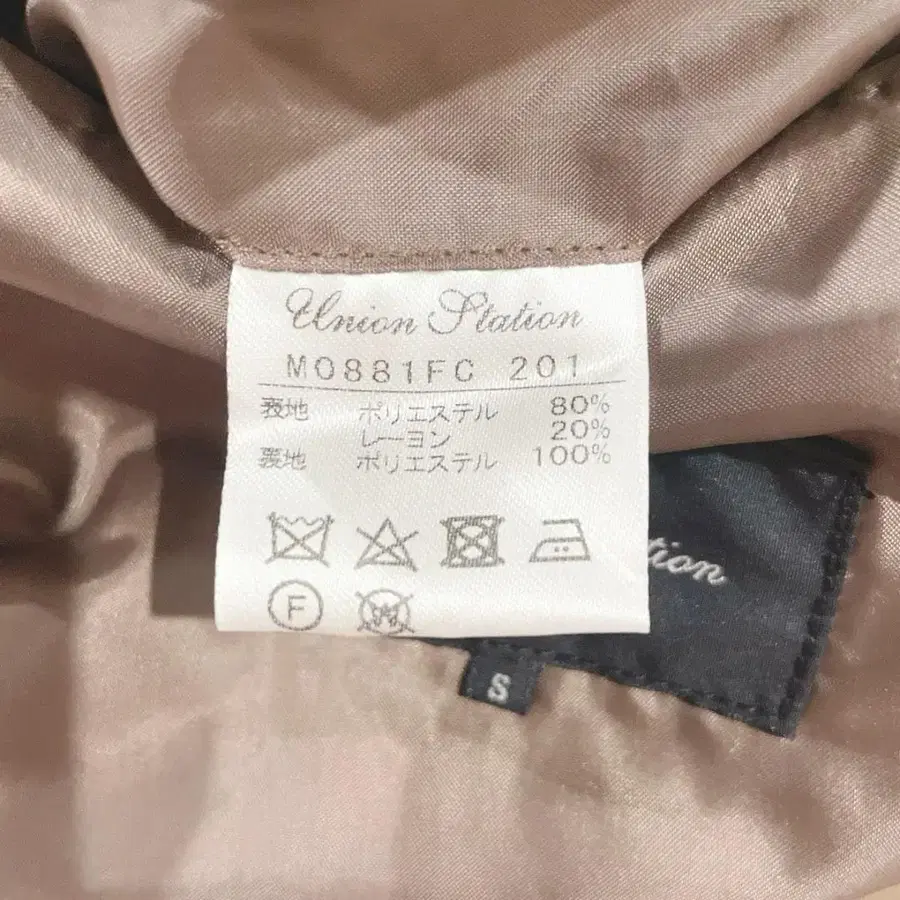 Union Station
M0881FC 201
表地 ポリエステル 80%
レーヨン 20%
裏地 ポリエステル 100%
F
W
tion
S